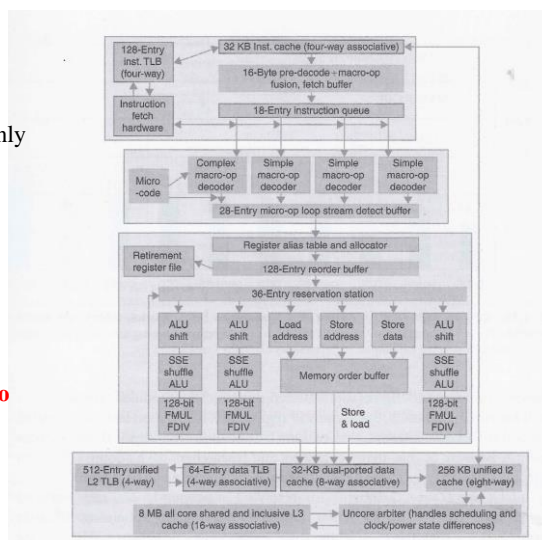 128-Entry
inst. TLB
(four-way)
32 KB Inst. cache (four-way associative)
16-Byte pre-decode+macro-op
fusion, fetch buffer
Instruction
fetch
hardware
18-Entry instruction queue
nly
Complex
macro-op
decoder
Simple
macro-op
decoder
Simple
macro-op
decoder
Simple
macro-op
decoder
Micro
-code
28-Entry micro-op loop stream detect buffer
Register alias table and allocator
Retirement
register file
128-Entry reorder buffer
36-Entry reservation station
ALU
shift
ALU
shift
Load
address
Store
address
Store
data
ALU
shift
SSE
shuffle
ALU
SSE
shuffle
ALU
Memory order buffer
SSE
shuffle
ALU
o
128-bit
FMUL
FDIV
128-bit
FMUL
FDIV
Store
& load
128-bit
FMUL
FDIV
512-Entry unified
L2 TLB (4-way)
64-Entry data TLB
(4-way associative)
32-KB dual-ported data
cache (8-way associative)
256 KB unified l2
cache (eight-way)
8 MB all core shared and inclusive L3
cache (16-way associative)
Uncore arbiter (handles scheduling and
clock/power state differences)